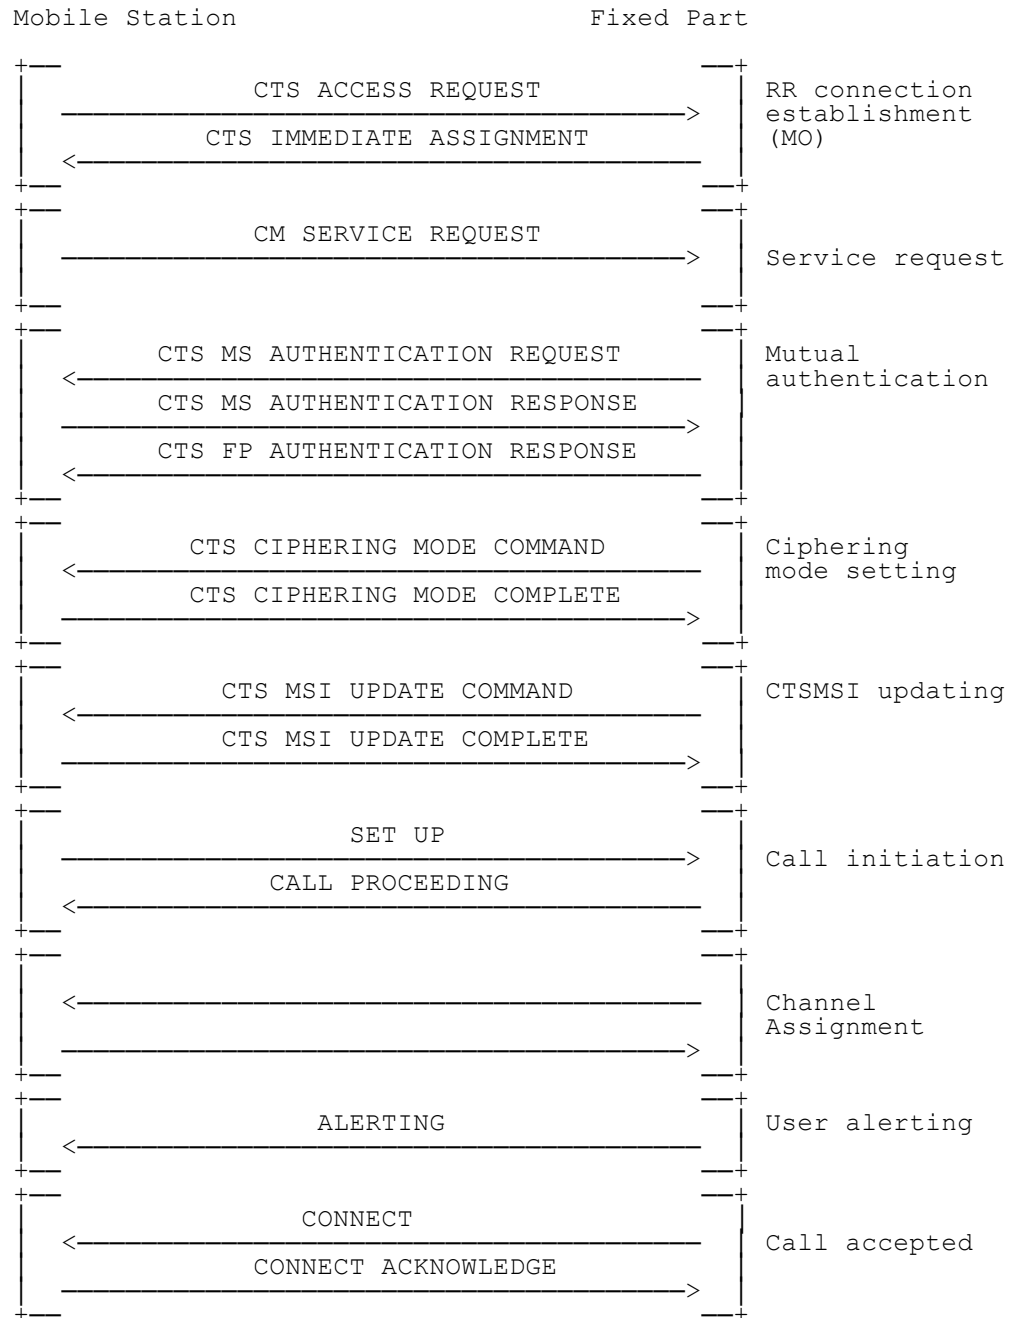 Mobile Station Fixed Part
CTS ACCESS REQUEST RR connection
establishment
CTS IMMEDIATE ASSIGNMENT (MO)
CM SERVICE REQUEST
Service request
CTS MS AUTHENTICATION REQUEST Mutual
authentication
CTS MS AUTHENTICATION RESPONSE
CTS FP AUTHENTICATION RESPONSE
CTS CIPHERING MODE COMMAND Ciphering
mode setting
CTS CIPHERING MODE COMPLETE
CTS MSI UPDATE COMMAND CTSMSI updating
CTS MSI UPDATE COMPLETE
SET UP
Call initiation
CALL PROCEEDING
Channel
Assignment
ALERTING User alerting
CONNECT
Call accepted
CONNECT ACKNOWLEDGE